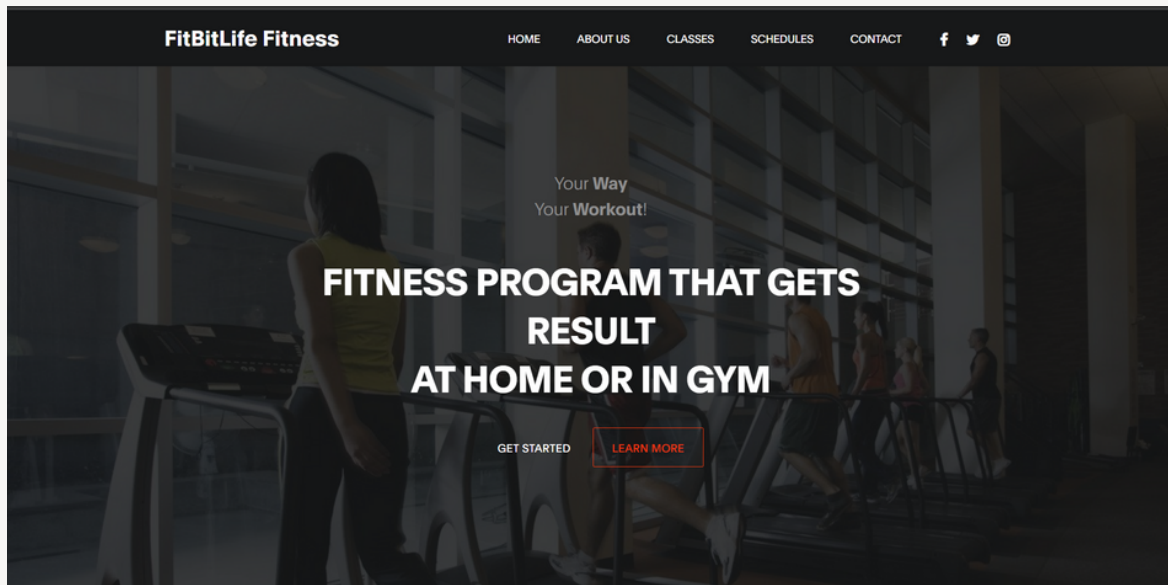 FitBitLife Fitness
HOME ABOUT US CLASSES SCHEDULES CONTACT
Your Way
Your Workout!
FITNESS PROGRAM THAT GETS
RESULT
AT HOME OR IN GYM
GET STARTED LEARN MORE